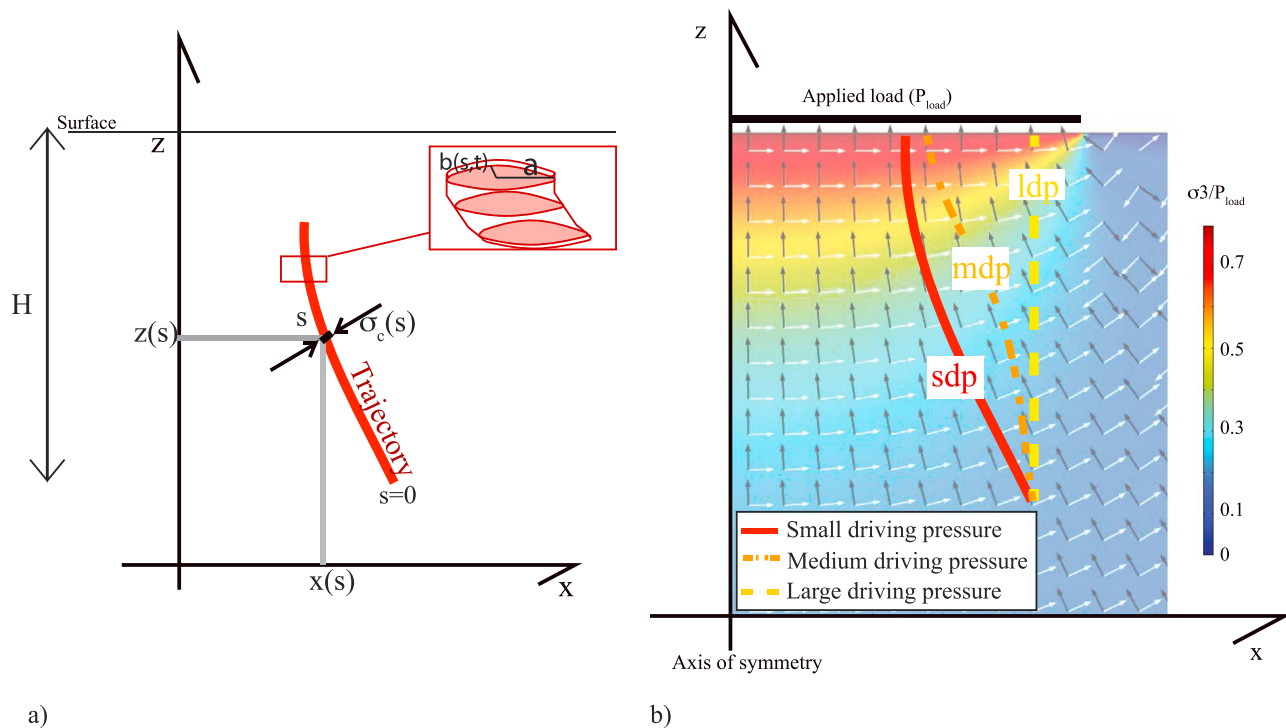 z
Surface
z
b(s,t)
a
H
s
σc(s)
z(s)
Trajectory
s=0
x(s)
x
a)
z
Applied load (Pload)
ldp
mdp
sdp
σ3/Pload
0.7
0.5
0.3
0.1
0
Small driving pressure
Medium driving pressure
Large driving pressure
Axis of symmetry
x
b)